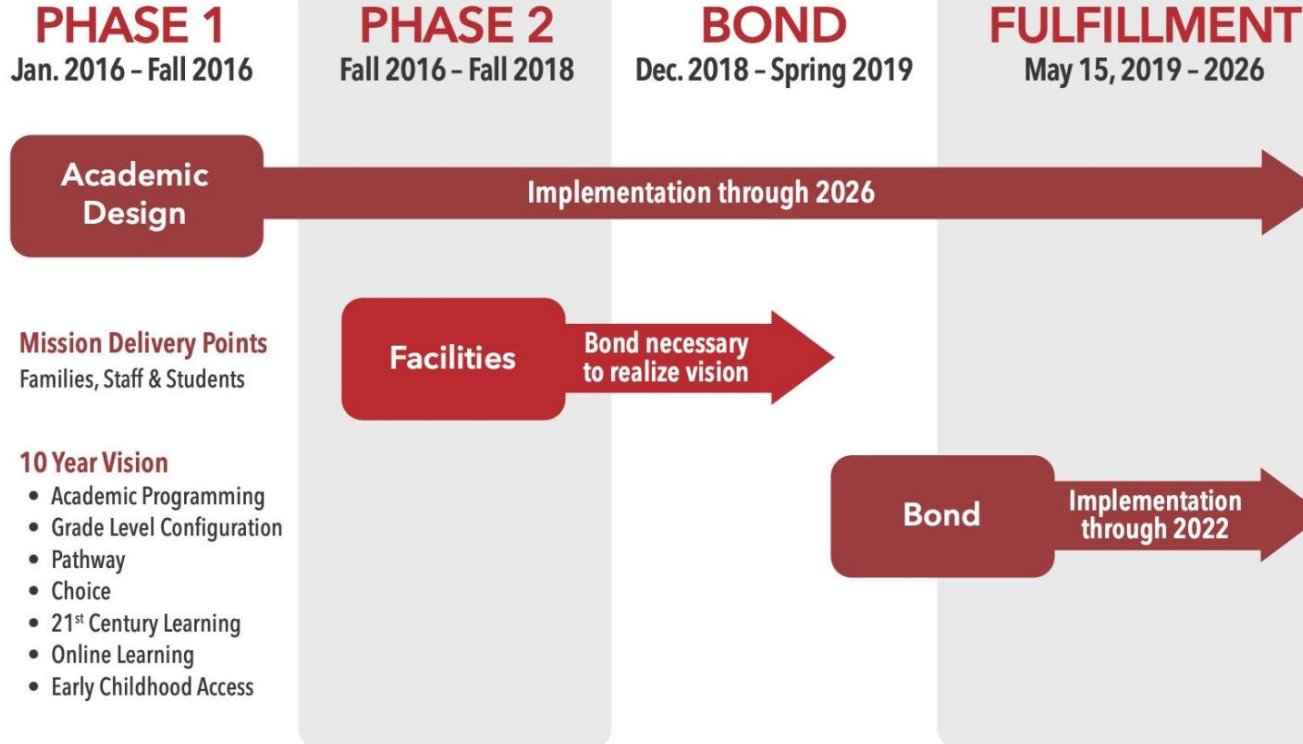 PHASE 1
Jan. 2016 – Fall 2016
PHASE 2
Fall 2016 – Fall 2018
BOND
Dec. 2018 – Spring 2019
FULFILLMENT
May 15, 2019 – 2026
Academic
Design
Implementation through 2026
Mission Delivery Points
Families, Staff & Students
Facilities
Bond necessary
to realize vision
10 Year Vision
• Academic Programming
• Grade Level Configuration
• Pathway
• Choice
• 21st Century Learning
• Online Learning
• Early Childhood Access
Bond
Implementation
through 2022